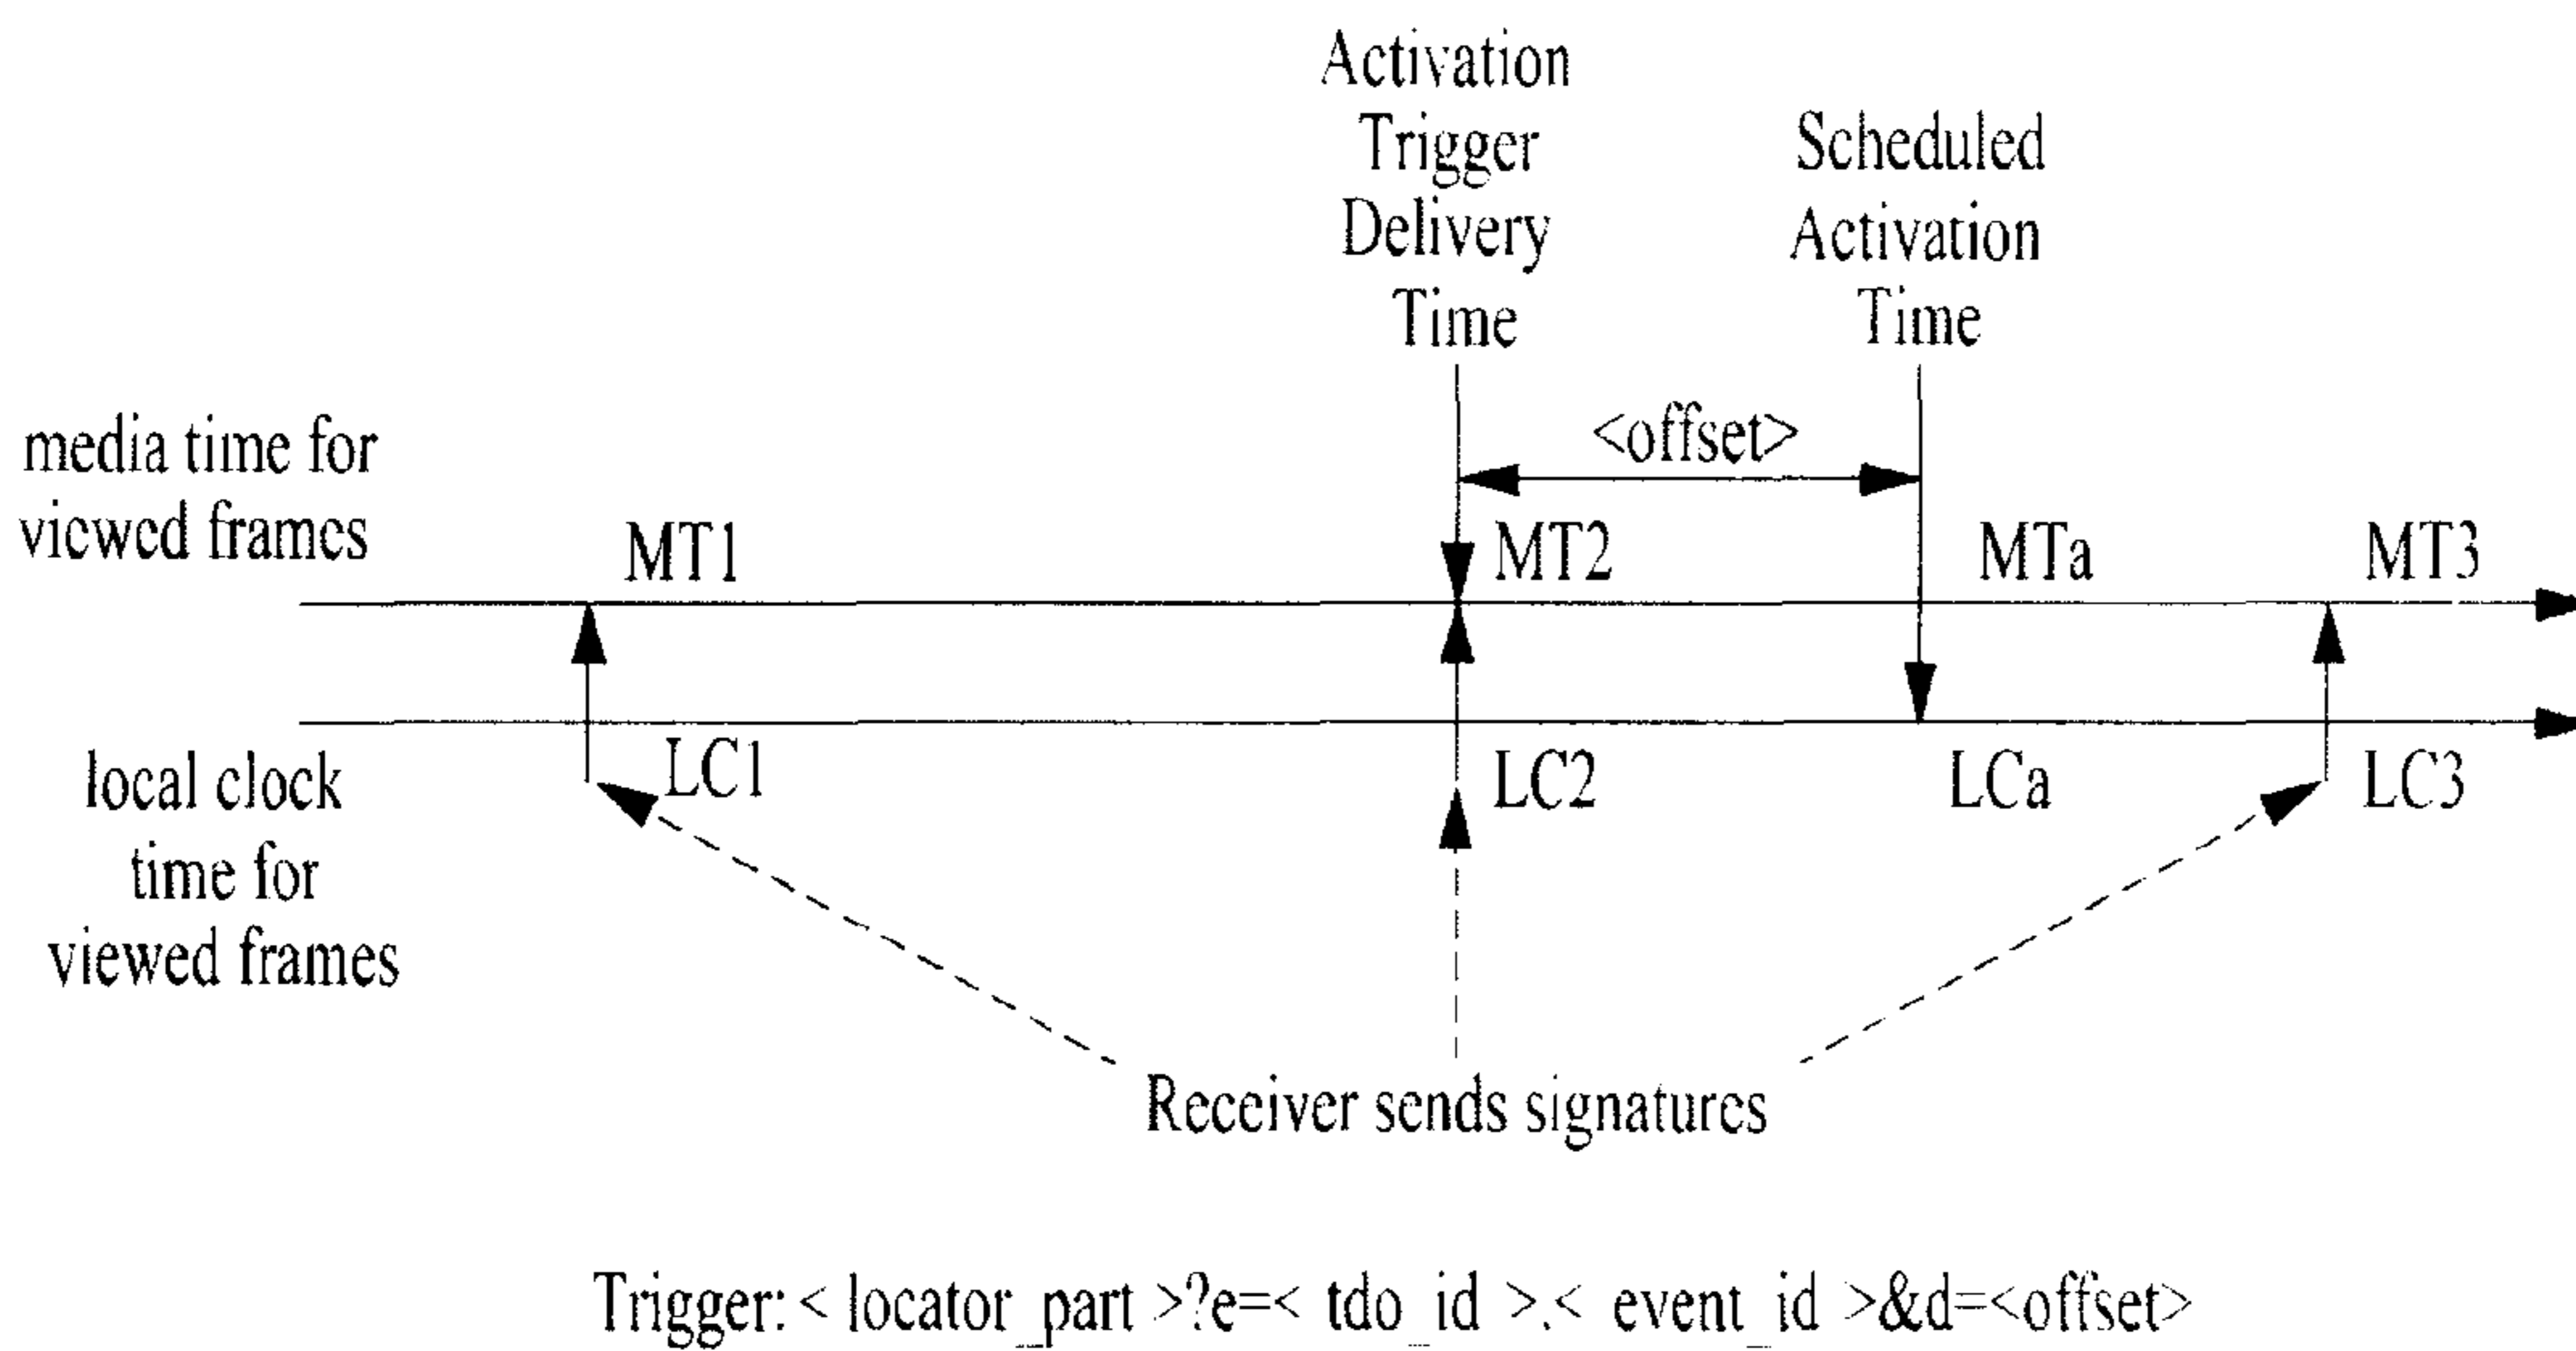 Activation
Trigger
Delivery
Time
Scheduled
Activation
Time
<offset>
media time for
viewed frames
MT1
MT2
MTa
MT3
local clock
time for
viewed frames
LC1
LC2
LCa
LC3
Receiver sends signatures
Trigger: < locator_part >?e=< tdo_id >.< event_id >&d=<offset>